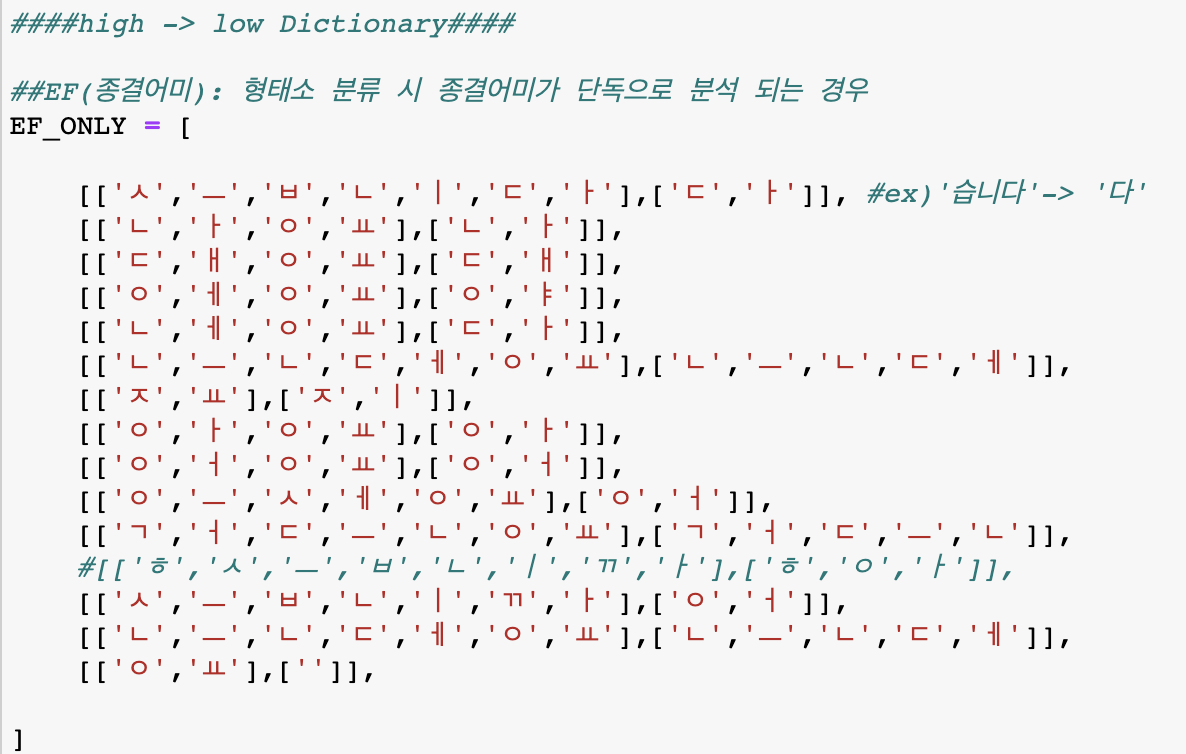 ####high -> low Dictionary####
##EF(종결어미): 형태소 분류 시 종결어미가 단독으로 분석 되는 경우
EF_ONLY = [
[['ㅅ','ㅡ','ㅂ','ㄴ','ㅣ','ㄷ','ㅏ'],['ㄷ','ㅏ']], #ex)'습니다'-> '다'
[['ㄴ','ㅏ','ㅇ','ㅛ'],['ㄴ','ㅏ']],
[['ㄷ','ㅐ','ㅇ','ㅛ'],['ㄷ','ㅐ']],
[['ㅇ','ㅔ','ㅇ','ㅛ'],['ㅇ','ㅑ']],
[['ㄴ','ㅔ','ㅇ','ㅛ'],['ㄷ','ㅏ']],
[['ㄴ','ㅡ','ㄴ','ㄷ','ㅔ','ㅇ','ㅛ'],['ㄴ','ㅡ','ㄴ','ㄷ','ㅔ']],
[['ㅈ','ㅛ'],['ㅈ','ㅣ']],
[['ㅇ','ㅏ','ㅇ','ㅛ'],['ㅇ','ㅏ']],
[['ㅇ','ㅓ','ㅇ','ㅛ'],['ㅇ','ㅓ']],
[['ㅇ','ㅡ','ㅅ','ㅔ','ㅇ','ㅛ'],['ㅇ','ㅓ']],
[['ㄱ','ㅓ','ㄷ','ㅡ','ㄴ','ㅇ','ㅛ'],['ㄱ','ㅓ','ㄷ','ㅡ','ㄴ']],
#[['ㅎ','ㅅ','ㅡ','ㅂ','ㄴ','ㅣ','ㄲ','ㅏ'],['ㅎ','ㅇ','ㅏ']],
[['ㅅ','ㅡ','ㅂ','ㄴ','ㅣ','ㄲ','ㅏ'],['ㅇ','ㅓ']],
[['ㄴ','ㅡ','ㄴ','ㄷ','ㅔ','ㅇ','ㅛ'],['ㄴ','ㅡ','ㄴ','ㄷ','ㅔ']],
[['ㅇ','ㅛ'],['']],
]